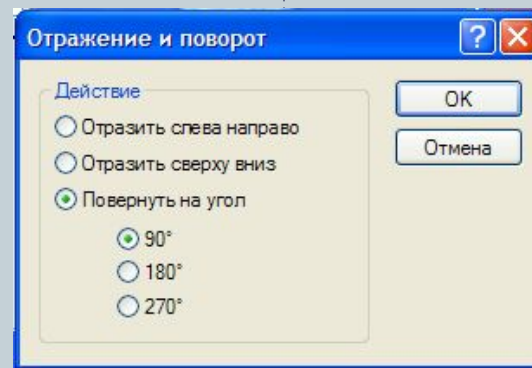 Отражение и поворот
?
Действие
Отразить слева направо
Отразить сверху вниз
Повернуть на угол
90°
180°
270°
OK
Отмена